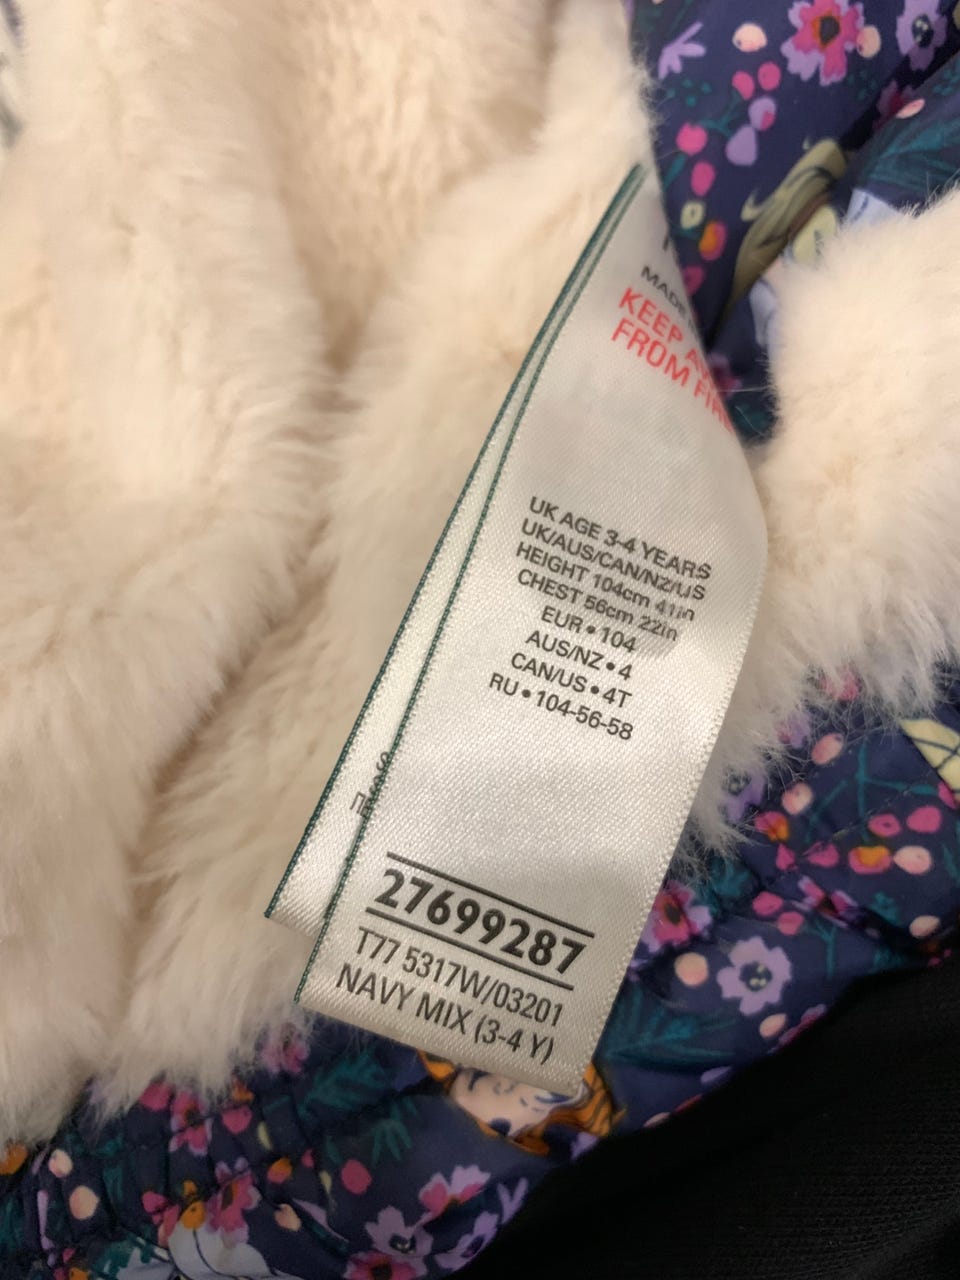 MADE
KEEP
FROM FIRE
UK AGE 3-4 YEARS
UK/AUS/CAN/NZ/US
HEIGHT 104cm 41in
CHEST 56cm 22in
EUR•104
AUS/NZ•4
CAN/US•4T
RU•104-56-58
27699287
T77 5317W/03201
NAVY MIX (3-4 Y)